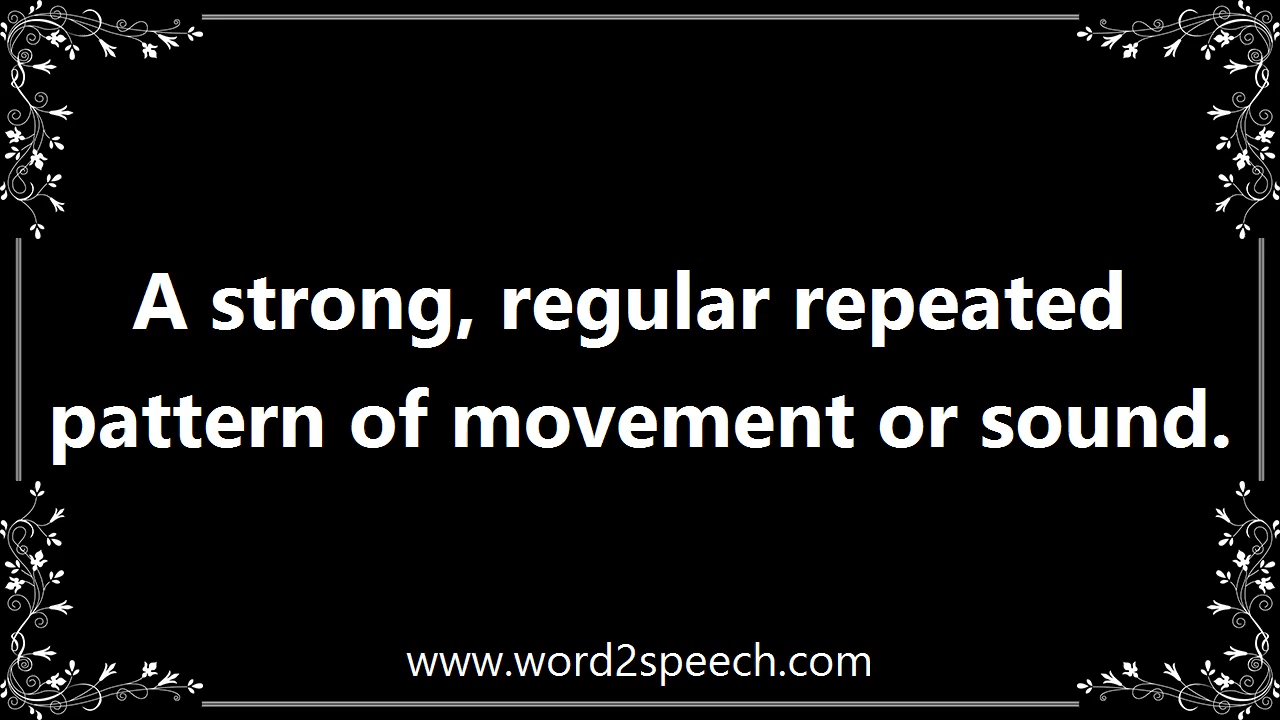 A strong, regular repeated
pattern of movement or sound.
www.word2speech.com